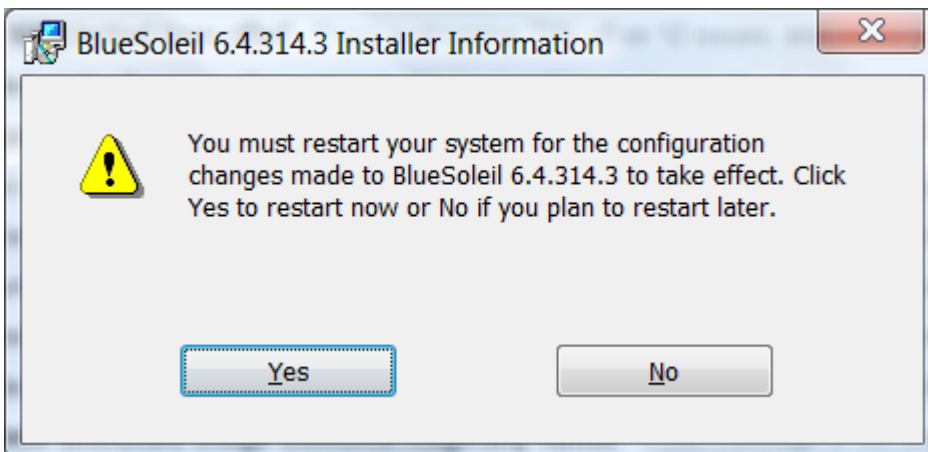 BlueSoleil 6.4.314.3 Installer Information
You must restart your system for the configuration
changes made to BlueSoleil 6.4.314.3 to take effect. Click
Yes to restart now or No if you plan to restart later.
Yes
No